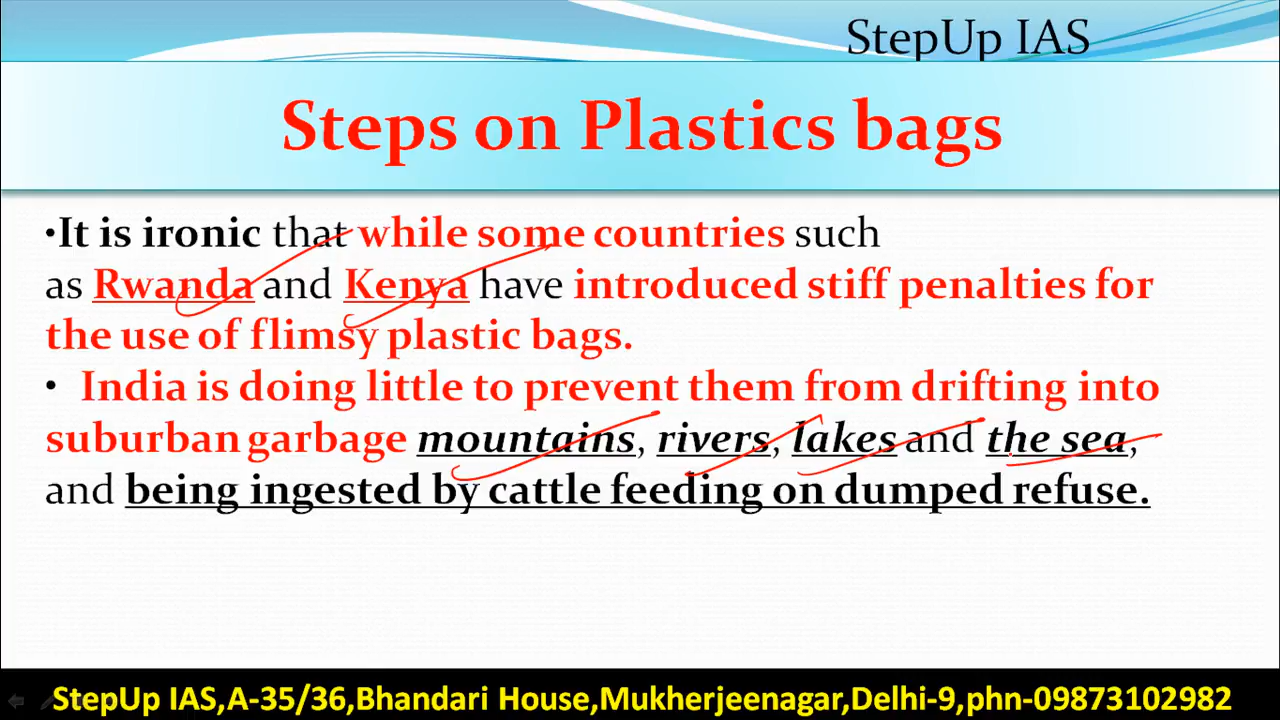 StepUp IAS
Steps on Plastics bags
•It is ironic that while some countries such
as Rwanda and Kenya have introduced stiff penalties for
the use of flimsy plastic bags.
• India is doing little to prevent them from drifting into
suburban garbage mountains, rivers, lakes and the sea,
and being ingested by cattle feeding on dumped refuse.
StepUp IAS,A-35/36,Bhandari House,Mukherjeenagar,Delhi-9,phn-09873102982